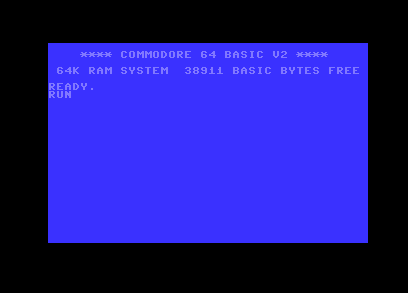 **** COMMODORE 64 BASIC V2 ****
64K RAM SYSTEM  38911 BASIC BYTES FREE
READY.
RUN